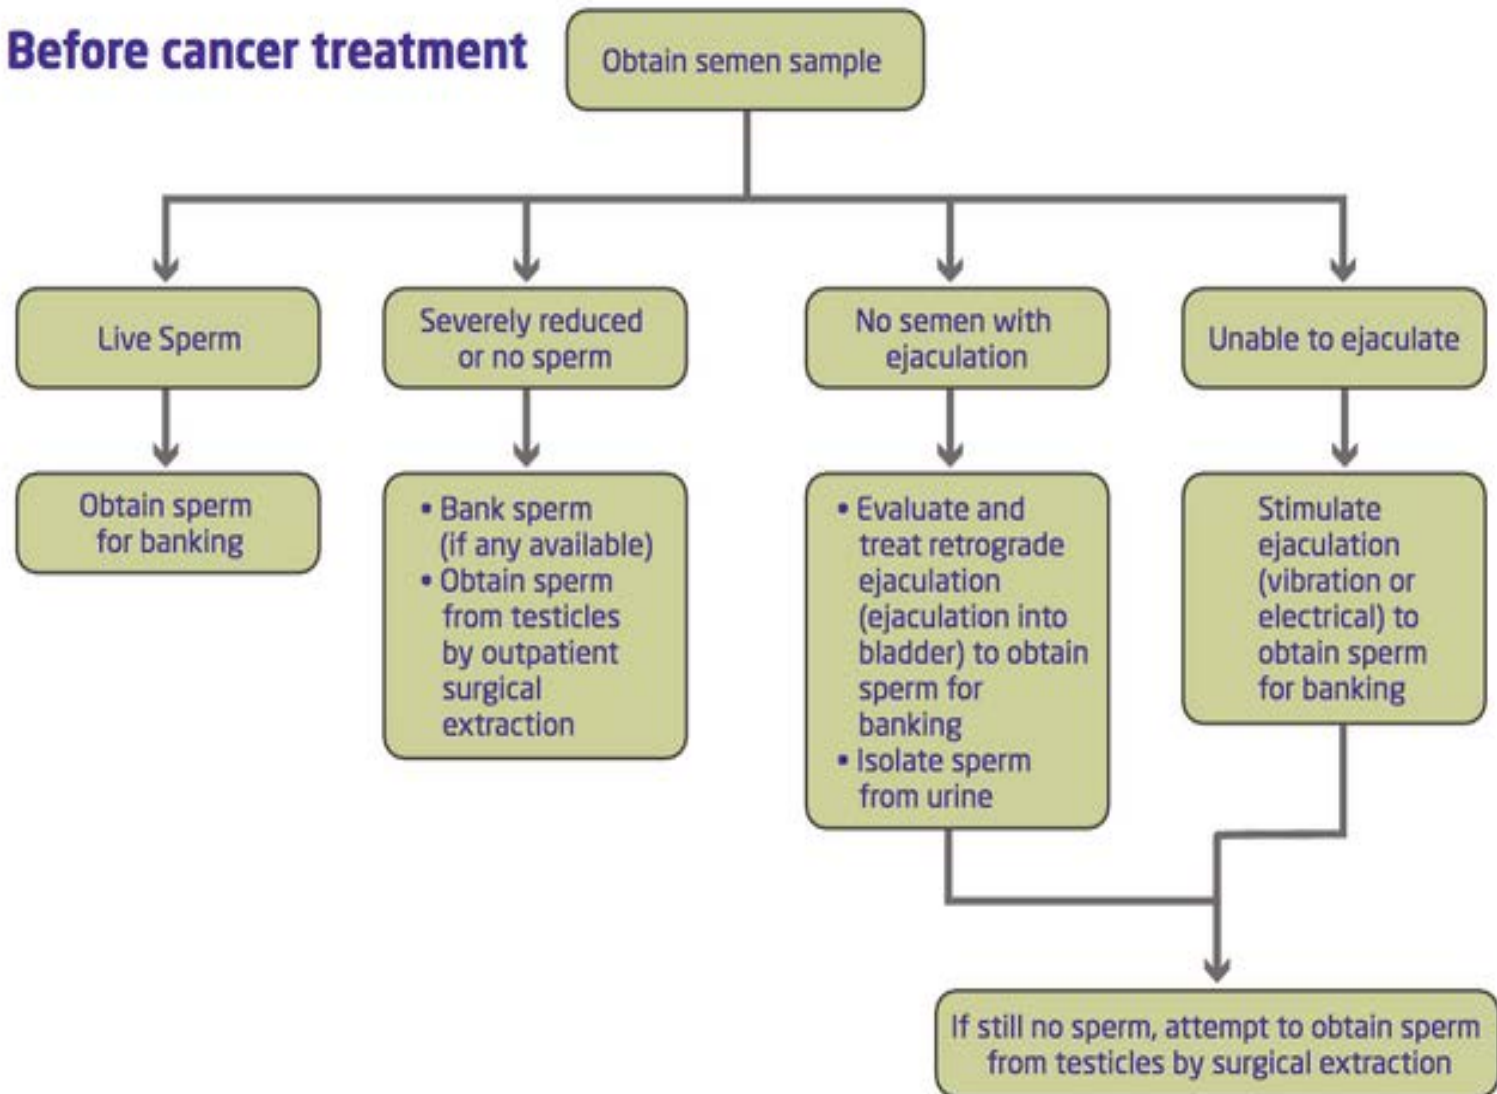 Before cancer treatment
Obtain semen sample
Live Sperm
Severely reduced
or no sperm
No semen with
ejaculation
Unable to ejaculate
Obtain sperm
for banking
• Bank sperm
(if any available)
• Obtain sperm
from testicles
by outpatient
surgical
extraction
• Evaluate and
treat retrograde
ejaculation
(ejaculation into
bladder) to obtain
sperm for
banking
• Isolate sperm
from urine
Stimulate
ejaculation
(vibration or
electrical) to
obtain sperm
for banking
If still no sperm, attempt to obtain sperm
from testicles by surgical extraction